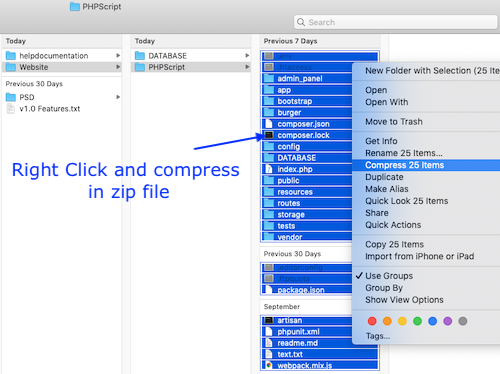 PHPScript
Search
Today
helpdocumentation
Website
Previous 30 Days
PSD
v1.0 Features.txt
Today
DATABASE
PHPScript
Previous 7 Days
admin_panel
app
bootstrap
burger
composer.json
composer.lock
config
DATABASE
index.php
public
resources
routes
storage
tests
vendor
Previous 30 Days
package.json
September
artisan
phpunit.xml
readme.md
text.txt
webpack.mix.js
Right Click and compress
in zip file
New Folder with Selection (25 Item
Open
Open With
Move to Trash
Get Info
Rename 25 Items...
Compress 25 Items
Duplicate
Make Alias
Quick Look 25 Items
Share
Quick Actions
Copy 25 Items
Import from iPhone or iPad
Use Groups
Group By
Show View Options
Tags...